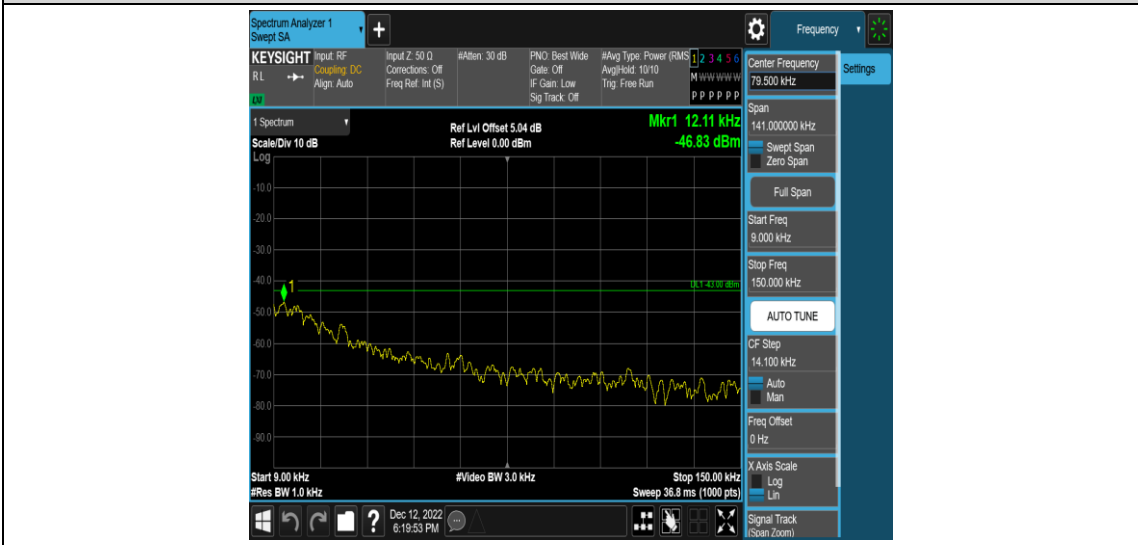 Spectrum Analyzer 1
Swept SA
+
Frequency
KEYSIGHT
RL
LXI
Input: RF
Coupling: DC
Align: Auto
Input Z: 50 Ω
Corrections: Off
Freq Ref: Int (S)
#Atten: 30 dB
PNO: Best Wide
Gate: Off
IF Gain: Low
Sig Track: Off
#Avg Type: Power (RMS
Avg|Hold: 10/10
Trig: Free Run
1 2 3 4 5 6
M W W W W W
P P P P P P
1 Spectrum
Scale/Div 10 dB
Log
Ref Lvl Offset 5.04 dB
Ref Level 0.00 dBm
Mkr1 12.11 kHz
-46.83 dBm
-10.0
-20.0
-30.0
-40.0
-50.0
-60.0
-70.0
-80.0
-90.0
1
DL1 -43.00 dBm
Start 9.00 kHz
#Res BW 1.0 kHz
#Video BW 3.0 kHz
Stop 150.00 kHz
Sweep 36.8 ms (1000 pts)
?
Dec 12, 2022
6:19:53 PM
Center Frequency
79.500 kHz
Settings
Span
141.000000 kHz
Swept Span
Zero Span
Full Span
Start Freq
9.000 kHz
Stop Freq
150.000 kHz
AUTO TUNE
CF Step
14.100 kHz
Auto
Man
Freq Offset
0 Hz
X Axis Scale
Log
Lin
Signal Track
(Span Zoom)